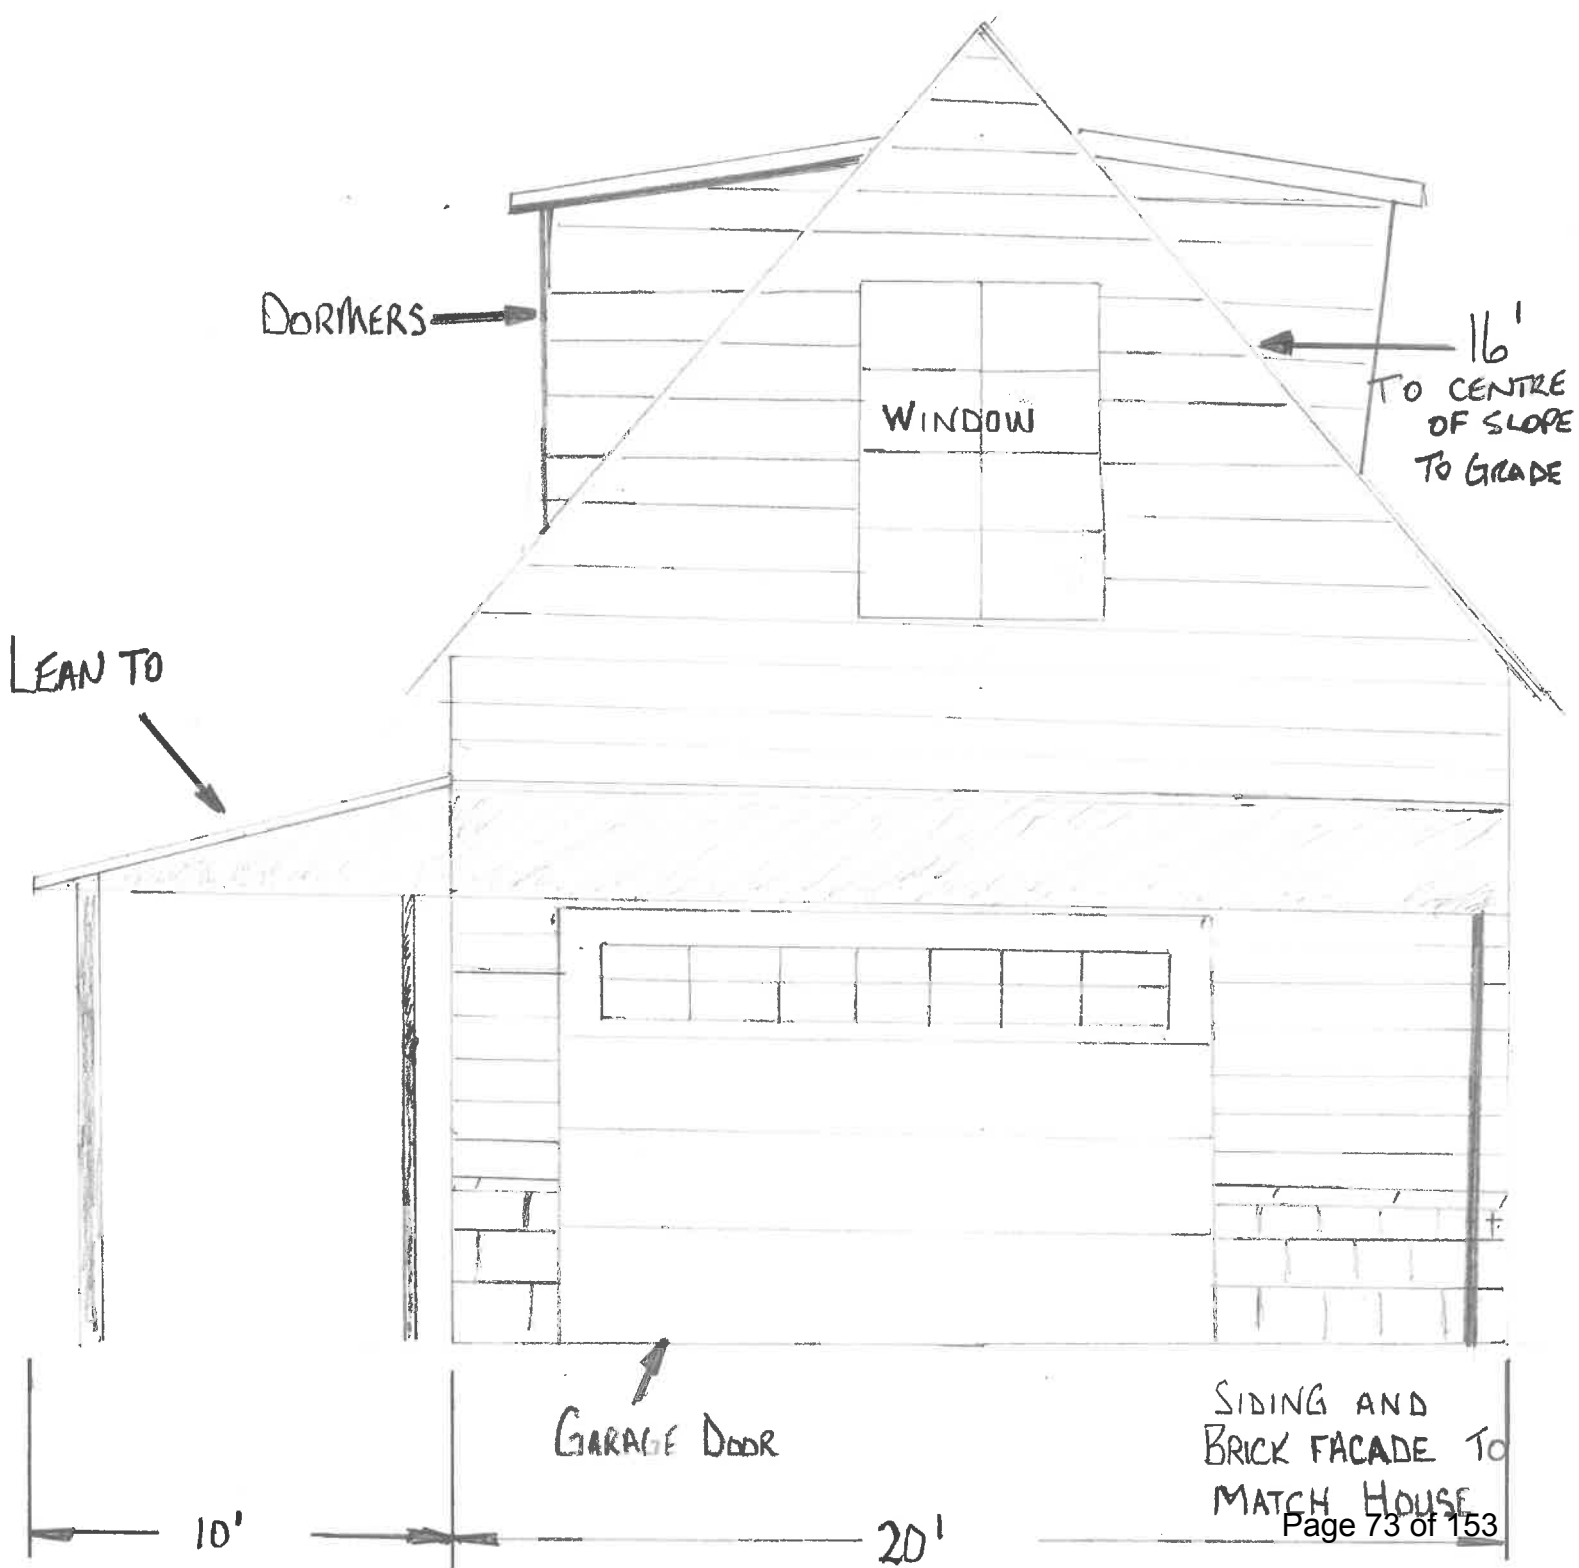 DORMERS
16'
TO CENTRE
OF SLOPE
TO GRADE
WINDOW
LEAN TO
GARAGE DOOR
SIDING AND
BRICK FACADE TO
MATCH HOUSE
Page 73 of 153
10'
20'